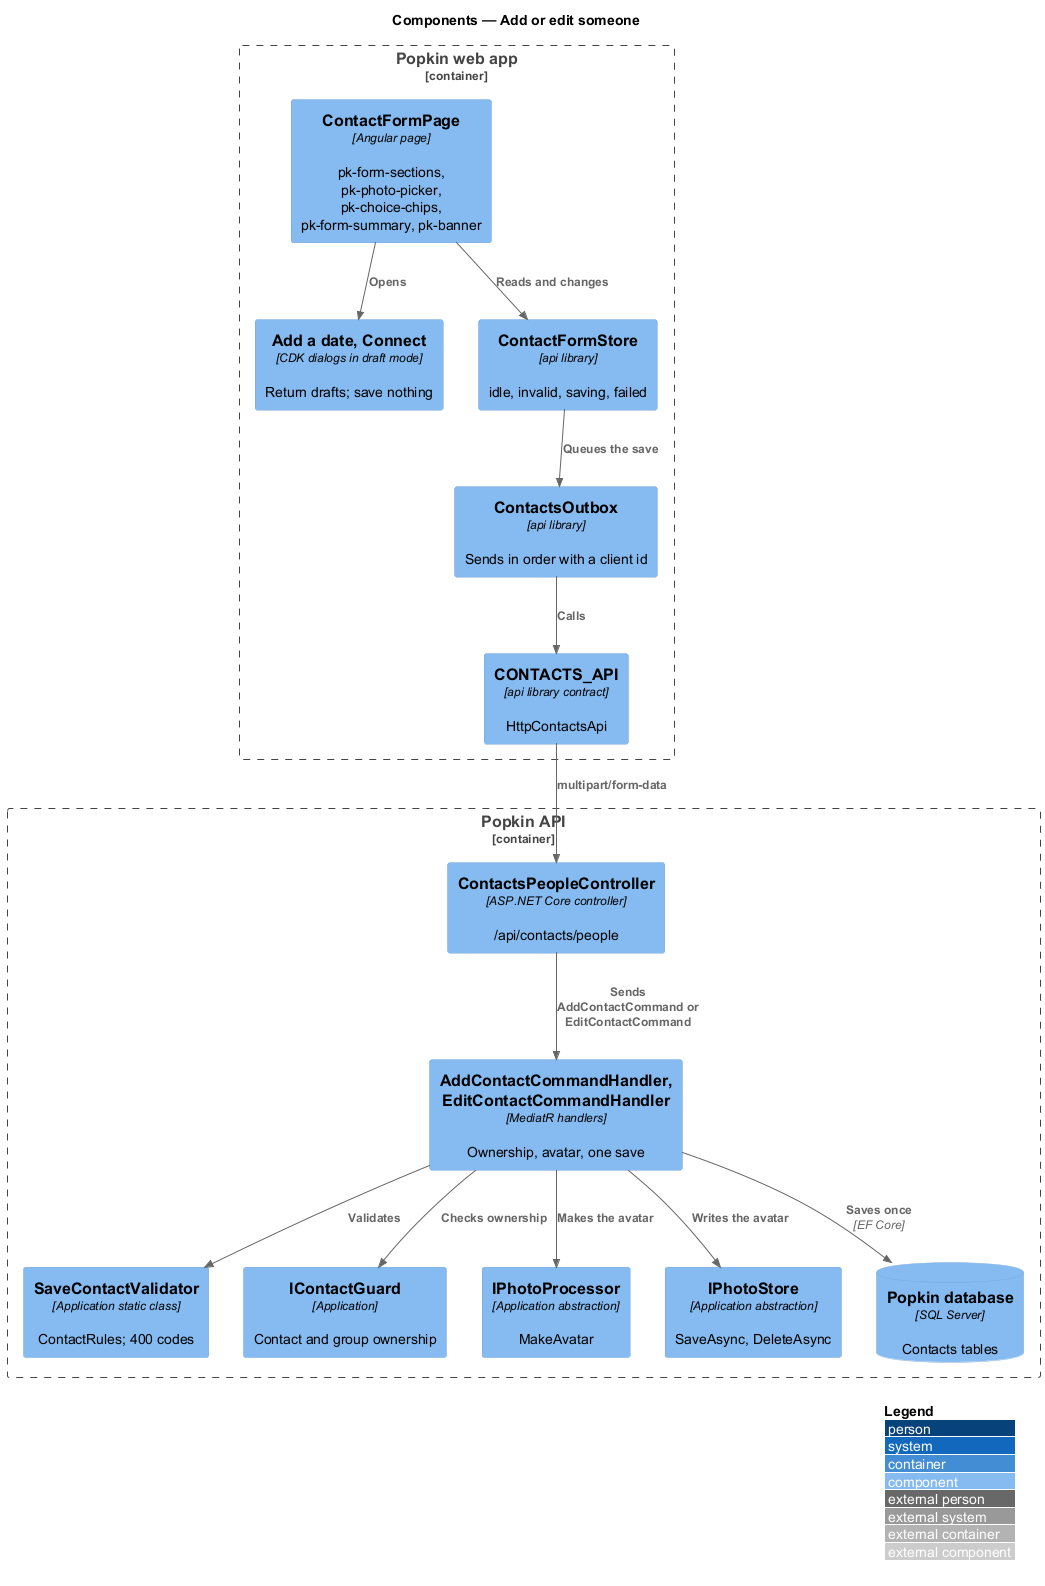 Components — Add or edit someone
Popkin web app
[container]
ContactFormPage
[Angular page]
pk-form-sections,
pk-photo-picker,
pk-choice-chips,
pk-form-summary, pk-banner
Opens
Reads and changes
Add a date, Connect
[CDK dialogs in draft mode]
Return drafts; save nothing
ContactFormStore
[api library]
idle, invalid, saving, failed
Queues the save
ContactsOutbox
[api library]
Sends in order with a client id
Calls
CONTACTS_API
[api library contract]
HttpContactsApi
multipart/form-data
Popkin API
[container]
ContactsPeopleController
[ASP.NET Core controller]
/api/contacts/people
Sends
AddContactCommand or
EditContactCommand
AddContactCommandHandler,
EditContactCommandHandler
[MediatR handlers]
Ownership, avatar, one save
Validates
Checks ownership
Makes the avatar
Writes the avatar
Saves once
[EF Core]
SaveContactValidator
[Application static class]
ContactRules; 400 codes
IContactGuard
[Application]
Contact and group ownership
IPhotoProcessor
[Application abstraction]
MakeAvatar
IPhotoStore
[Application abstraction]
SaveAsync, DeleteAsync
Popkin database
[SQL Server]
Contacts tables
Legend
person
system
container
component
external person
external system
external container
external component